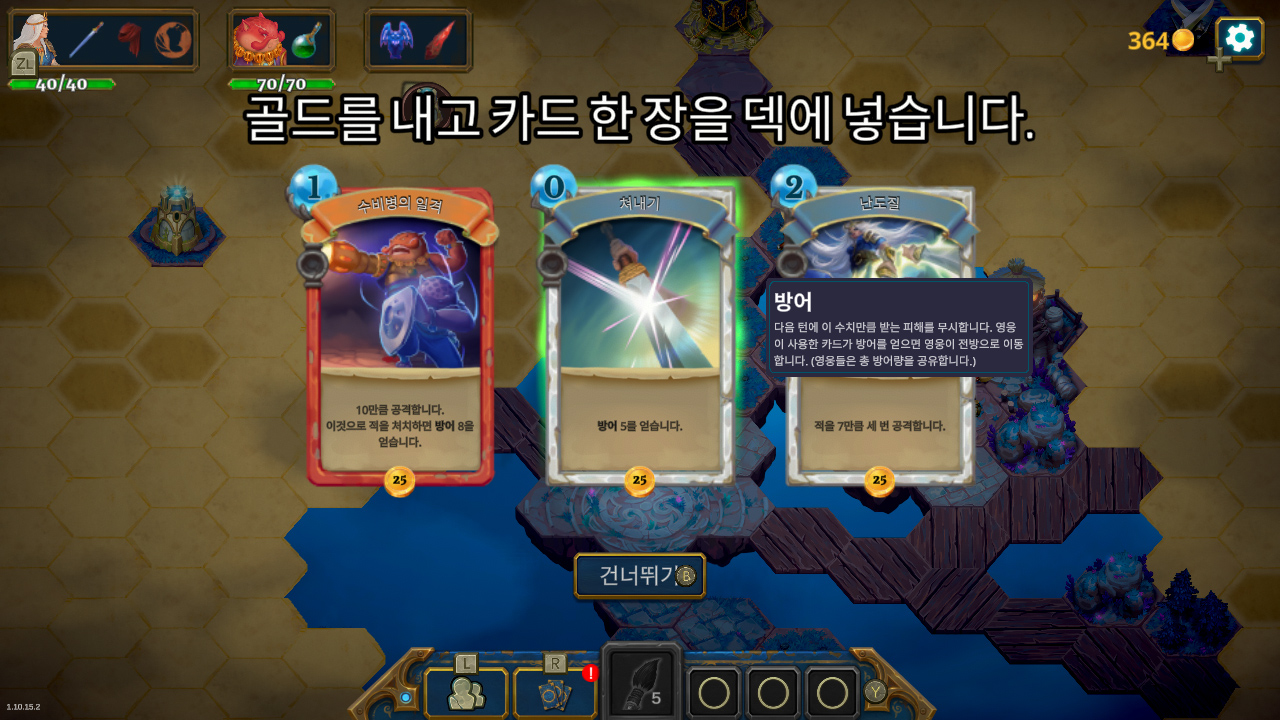 364
ZL
40/40
70/70
골드를 내고 카드 한 장을 덱에 넣습니다.
1
수비병의 일격
10만큼 공격합니다.
이것으로 적을 처치하면 방어 8을
얻습니다.
25
0
쳐내기
방어 5를 얻습니다.
25
2
난도질
방어
다음 턴에 이 수치만큼 받는 피해를 무시합니다. 영웅
이 사용한 카드가 방어를 얻으면 영웅이 전방으로 이동
합니다. (영웅들은 총 방어량을 공유합니다.)
적을 7만큼 세 번 공격합니다.
25
건너뛰기 B
L
R
!
5
Y
1.10.15.2